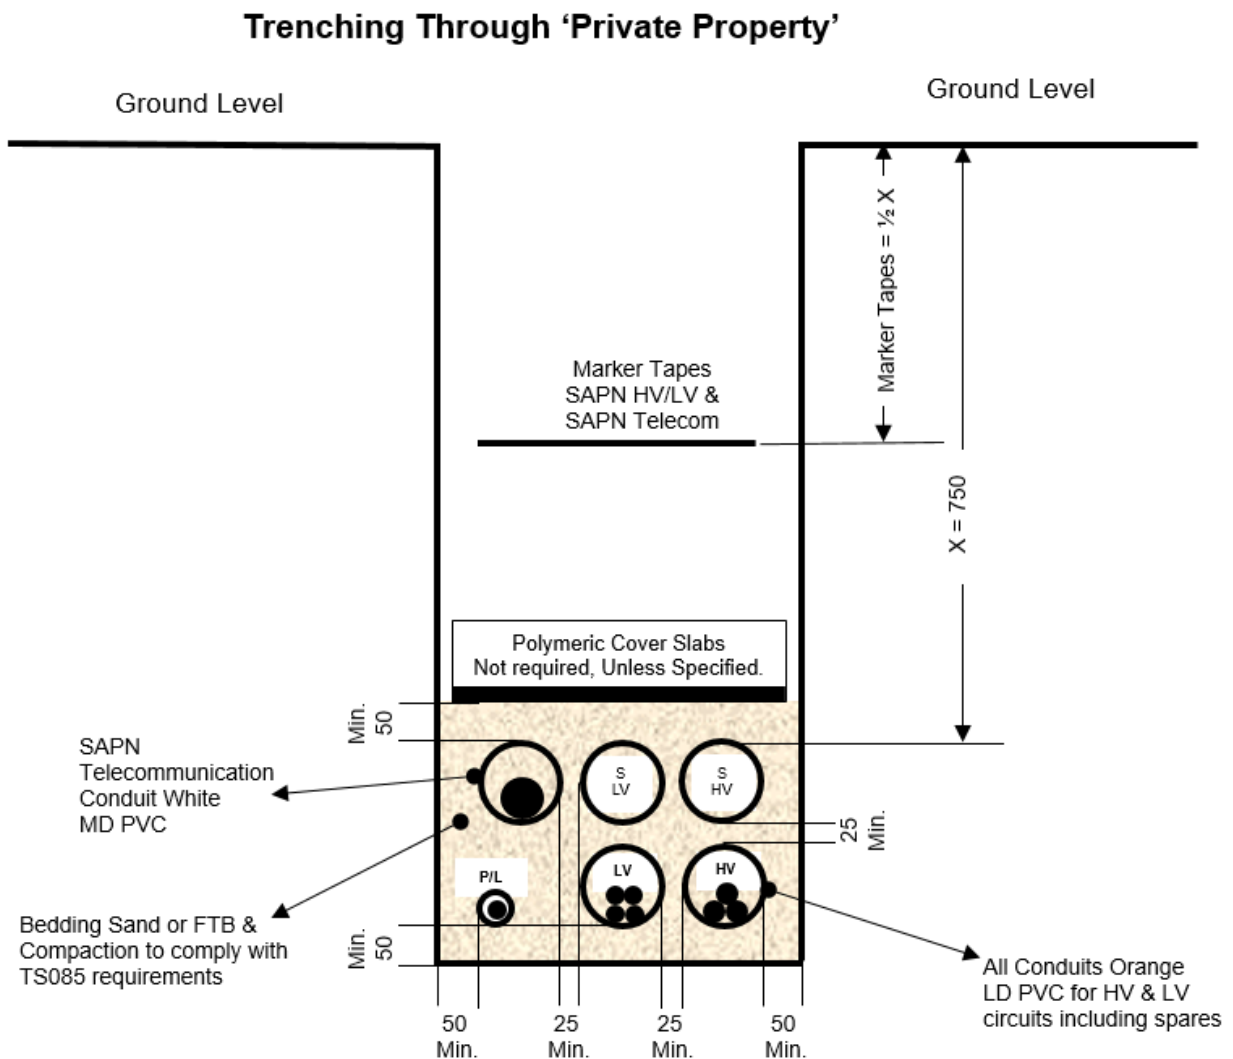 Trenching Through ‘Private Property’
Ground Level
Ground Level
Marker Tapes = ½ X
Marker Tapes
SAPN HV/LV &
SAPN Telecom
X = 750
Polymeric Cover Slabs
Not required, Unless Specified.
50
Min.
SAPN
Telecommunication
Conduit White
MD PVC
S
LV
S
HV
25
Min.
P/L
LV
HV
Bedding Sand or FTB &
Compaction to comply with
TS085 requirements
50
Min.
All Conduits Orange
LD PVC for HV & LV
circuits including spares
50
Min.
25
Min.
25
Min.
50
Min.